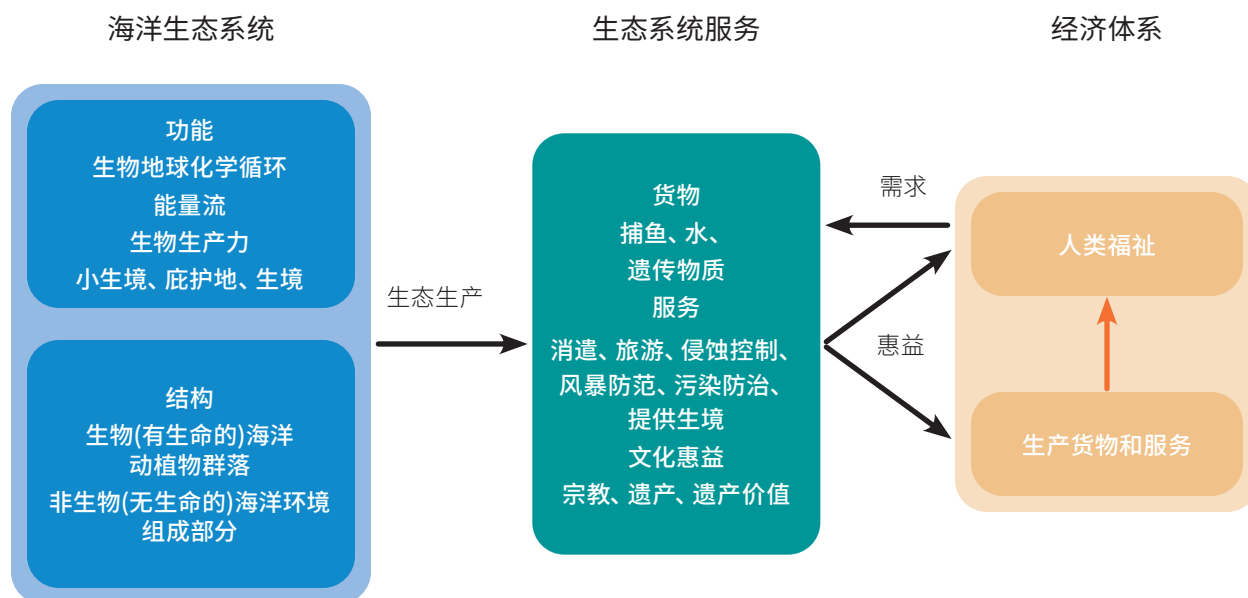 海洋生态系统
生态系统服务
经济体系
功能
生物地球化学循环
能量流
生物生产力
小生境、庇护地、生境
结构
生物(有生命的)海洋
动植物群落
非生物(无生命的)海洋环境
组成部分
生态生产
货物
捕鱼、水、
遗传物质
服务
消遣、旅游、侵蚀控制、
风暴防范、污染防治、
提供生境
文化惠益
宗教、遗产、遗产价值
需求
惠益
人类福祉
生产货物和服务